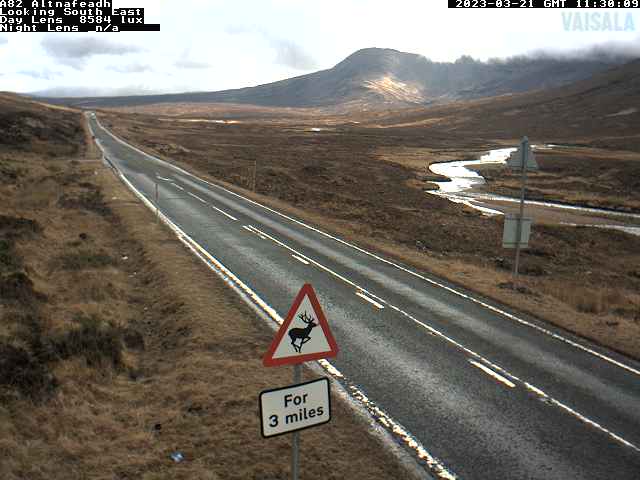 A82 Altnafeadh
Looking South East
Day Lens 8584 lux
Night Lens n/a
2023-03-21 GMT 11:30:09
VAISALA
For
3 miles